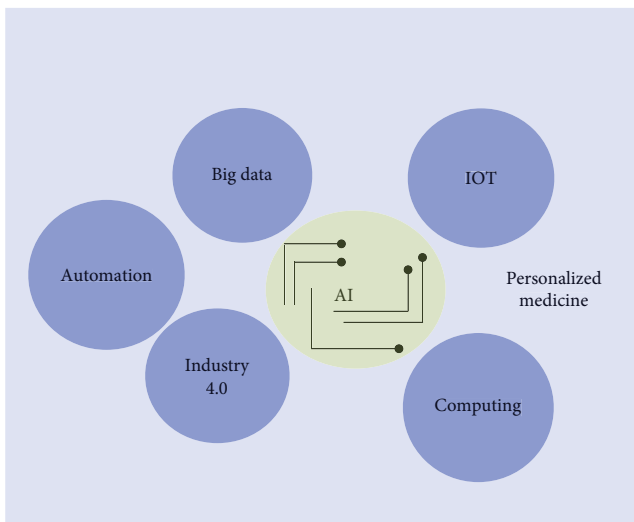 Big data
IOT
Automation
AI
Personalized
medicine
Industry
4.0
Computing